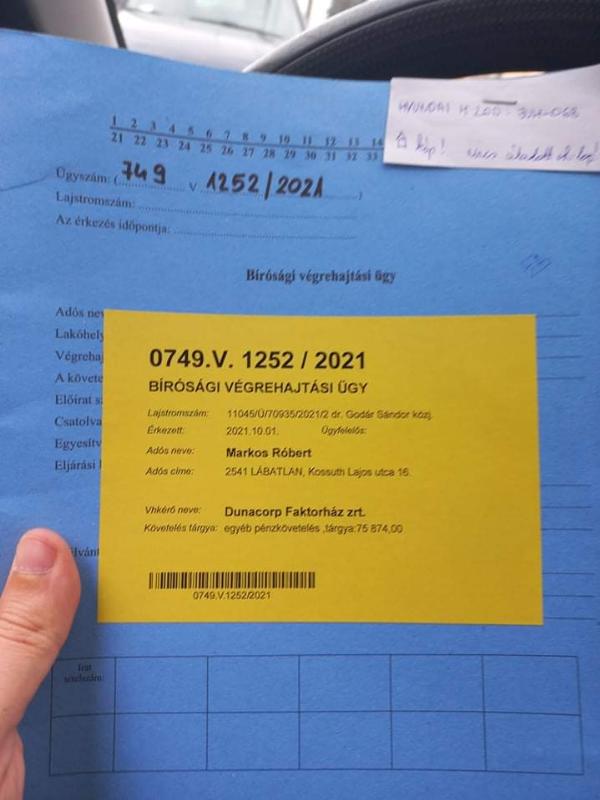 HYUNDAI H 200
1 2 3 4 5 6 7 8 9 10 11 12 13 14
21 22 23 24 25 26 27 28 29 30 31 32 33
Ügyszám: ( 749 V. 1252/2021 )
Lajstromszám:
Az érkezés időpontja:
Bírósági végrehajtási ügy
Adós nev
Lakóhely
Végrehaj
A követe
Előírat s
Csatolva
Egyesítv
Eljárási
0749.V. 1252 / 2021
BÍRÓSÁGI VÉGREHAJTÁSI ÜGY
Lajstromszám: 11045/Ü/70935/2021/2 dr. Godár Sándor közj.
Érkezett: 2021.10.01. Ügyfelelős:
Adós neve: Markos Róbert
Adós címe: 2541 LÁBATLAN, Kossuth Lajos utca 16.
Vhkérő neve: Dunacorp Faktorház zrt.
Követelés tárgya: egyéb pénzkövetelés ,tárgya:75 874,00
0749.V.1252/2021
Irat